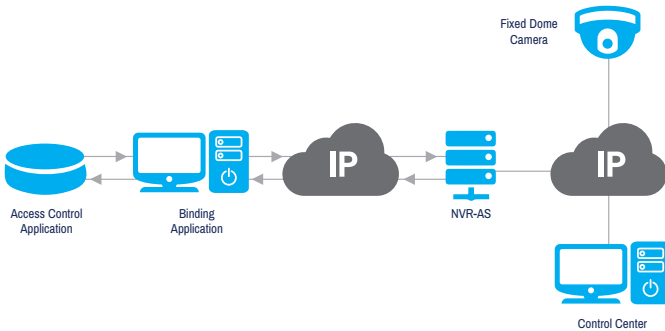 Fixed Dome
Camera
IP
IP
Access Control
Application
Binding
Application
NVR-AS
Control Center